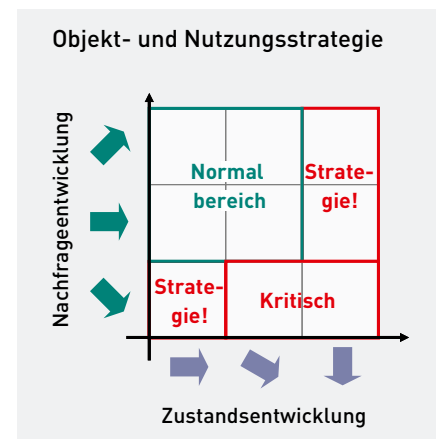 Objekt- und Nutzungsstrategie
Nachfrageentwicklung
Normal
bereich
Strate-
gie!
Strate-
gie!
Kritisch
Zustandsentwicklung